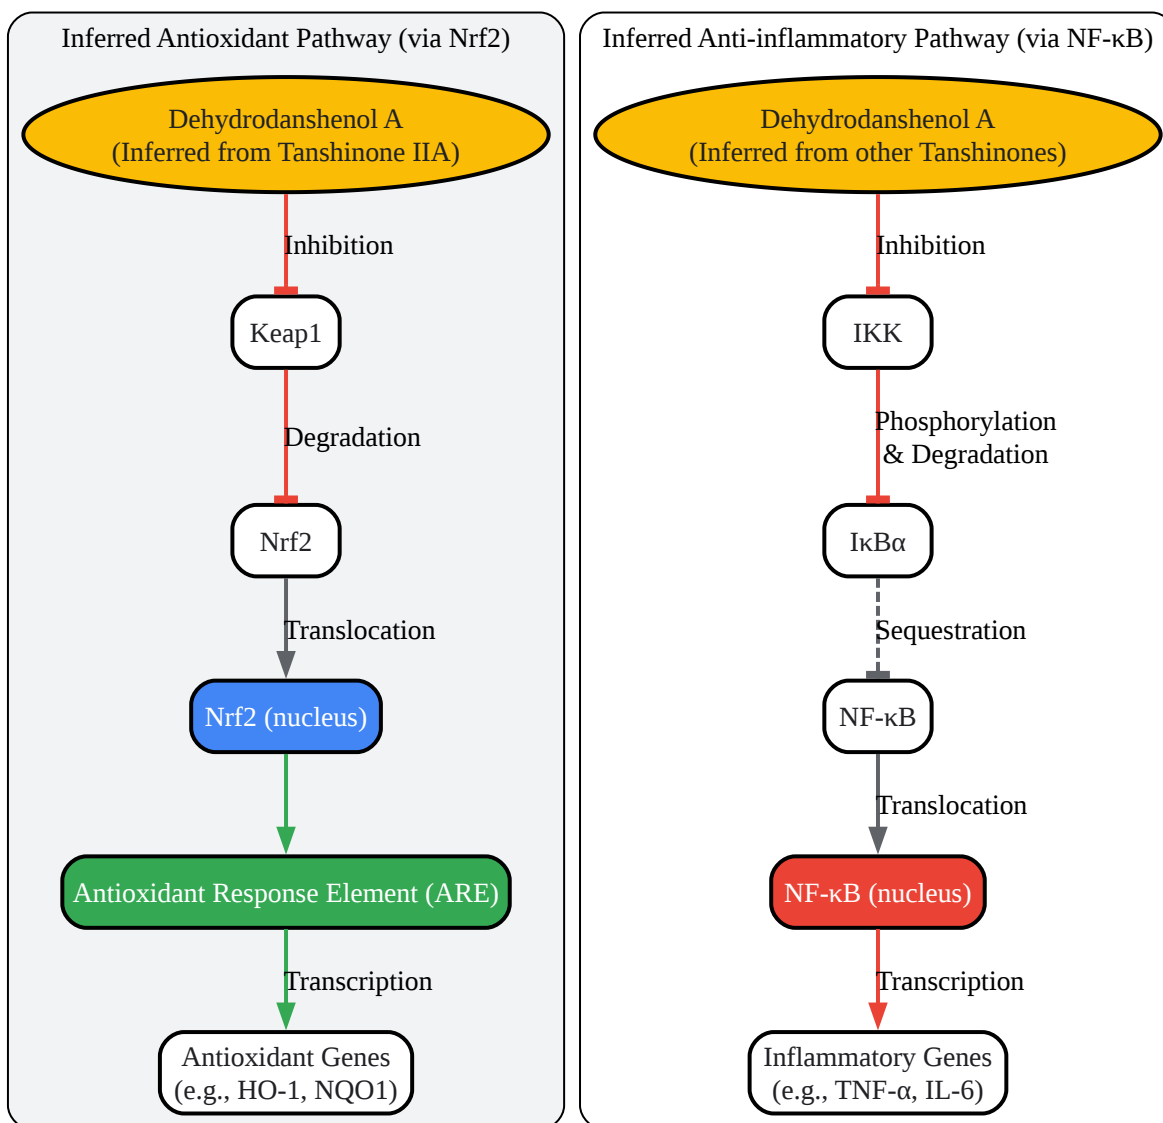 Inferred Antioxidant Pathway (via Nrf2)
Dehydrodanshenol A
(Inferred from Tanshinone IIA)
Inhibition
Keap1
Degradation
Nrf2
Translocation
Nrf2 (nucleus)
Antioxidant Response Element (ARE)
Transcription
Antioxidant Genes
(e.g., HO-1, NQO1)
Inferred Anti-inflammatory Pathway (via NF-κB)
Dehydrodanshenol A
(Inferred from other Tanshinones)
Inhibition
IKK
Phosphorylation
& Degradation
IκBα
Sequestration
NF-κB
Translocation
NF-κB (nucleus)
Transcription
Inflammatory Genes
(e.g., TNF-α, IL-6)